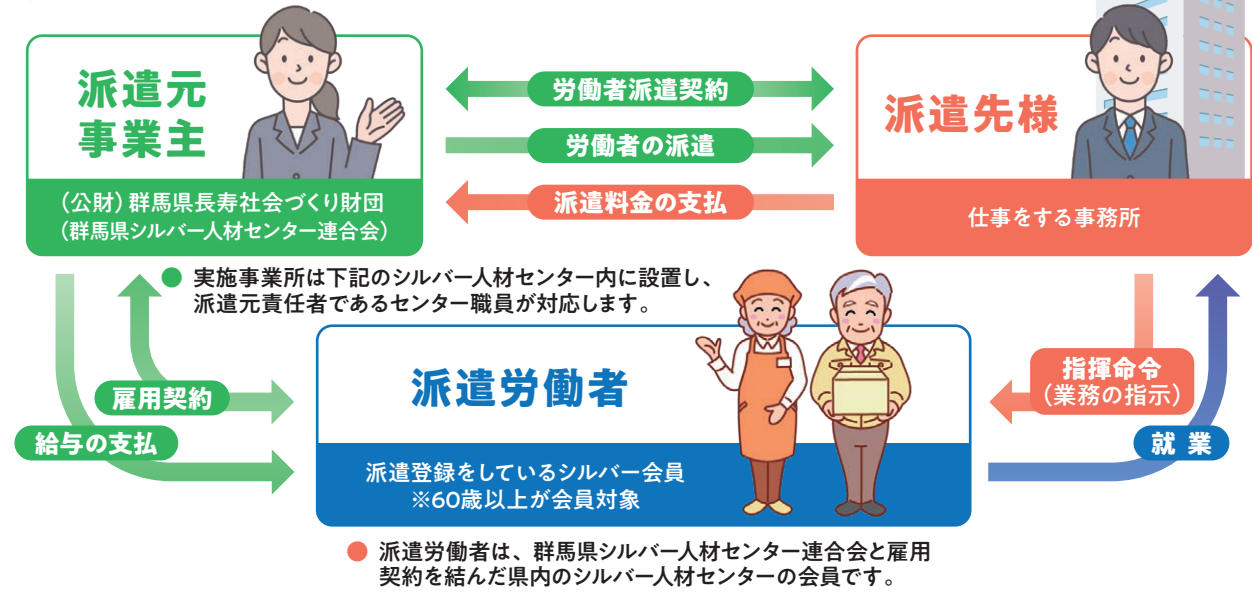 派遣元
事業主
(公財)群馬県長寿社会づくり財団
(群馬県シルバー人材センター連合会)
労働者派遣契約
労働者の派遣
派遣料金の支払
派遣先様
仕事をする事務所
● 実施事業所は下記のシルバー人材センター内に設置し、
派遣元責任者であるセンター職員が対応します。
雇用契約
給与の支払
派遣労働者
派遣登録をしているシルバー会員
※60歳以上が会員対象
指揮命令
(業務の指示)
就 業
● 派遣労働者は、群馬県シルバー人材センター連合会と雇用
契約を結んだ県内のシルバー人材センターの会員です。